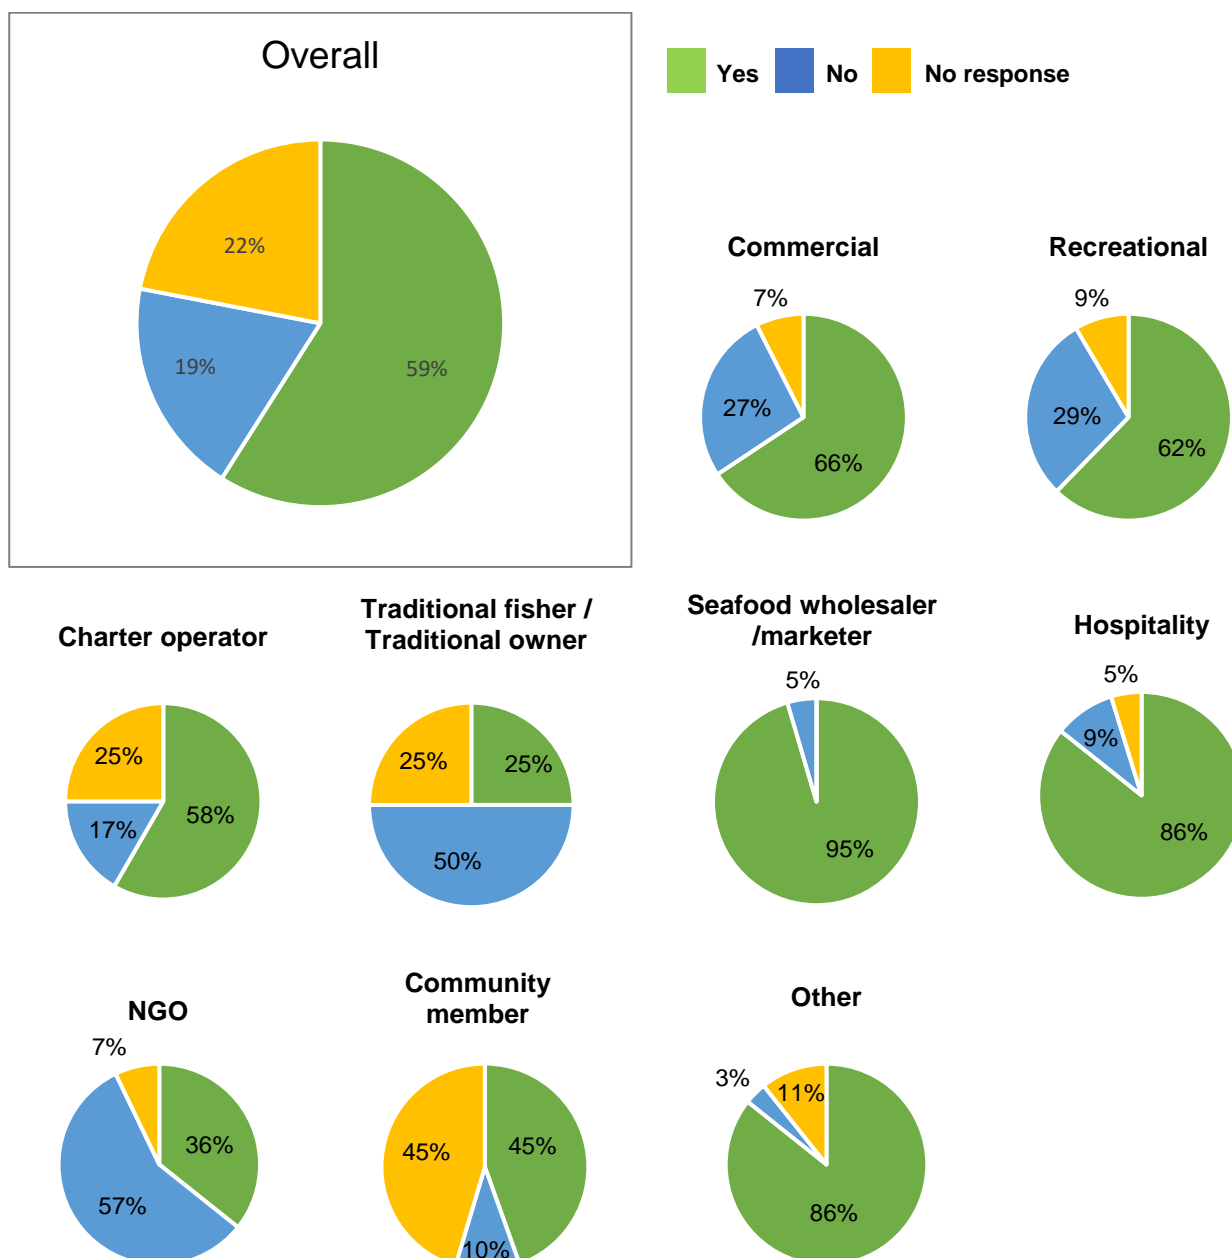 Overall
Yes No No response
22%
19%
59%
Commercial
7%
27%
66%
Recreational
9%
29%
62%
Charter operator
25%
17%
58%
Traditional fisher /
Traditional owner
25%
25%
50%
Seafood wholesaler
/marketer
5%
95%
Hospitality
5%
9%
86%
NGO
7%
36%
57%
Community
member
45%
45%
10%
Other
3%
11%
86%